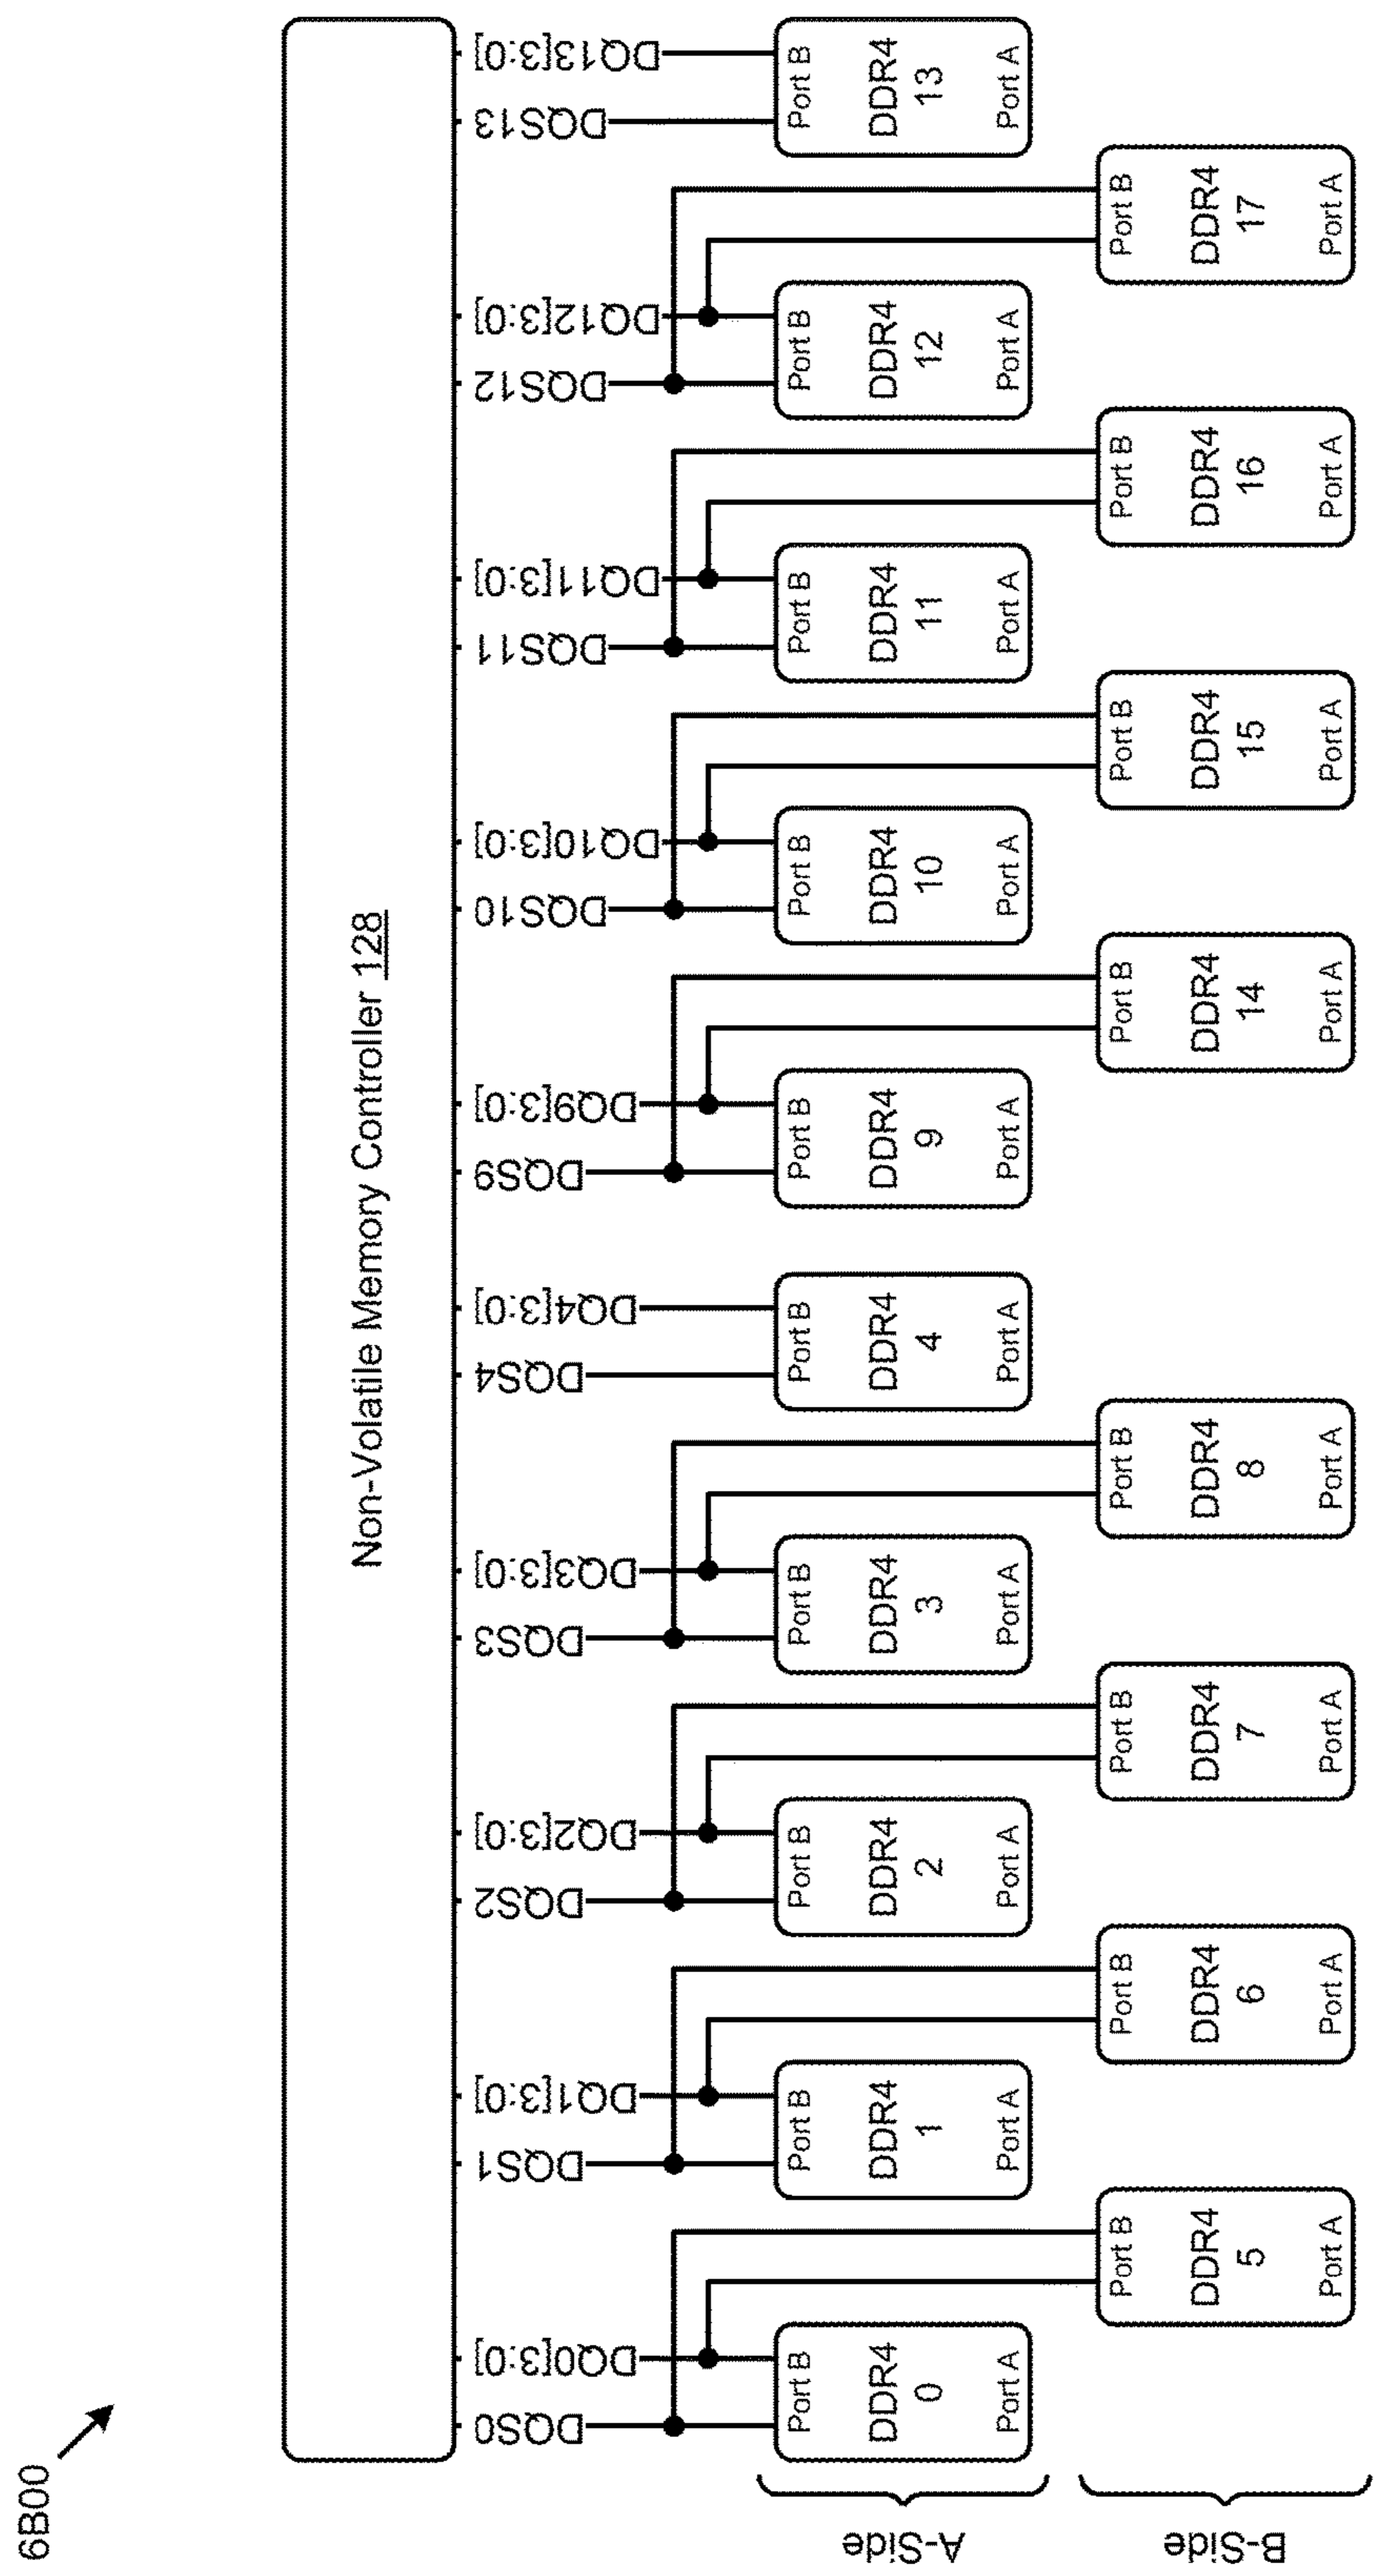 6B00
Non-Volatile Memory Controller 128
DQS0
DQ0[3:0]
DQS1
DQ1[3:0]
DQS2
DQ2[3:0]
DQS3
DQ3[3:0]
DQS4
DQ4[3:0]
DQS9
DQ9[3:0]
DQS10
DQ10[3:0]
DQS11
DQ11[3:0]
DQS12
DQ12[3:0]
DQS13
DQ13[3:0]
A-Side
Port B
DDR4
0
Port A
Port B
DDR4
1
Port A
Port B
DDR4
2
Port A
Port B
DDR4
3
Port A
Port B
DDR4
4
Port A
Port B
DDR4
9
Port A
Port B
DDR4
10
Port A
Port B
DDR4
11
Port A
Port B
DDR4
12
Port A
Port B
DDR4
13
Port A
B-Side
Port B
DDR4
5
Port A
Port B
DDR4
6
Port A
Port B
DDR4
7
Port A
Port B
DDR4
8
Port A
Port B
DDR4
14
Port A
Port B
DDR4
15
Port A
Port B
DDR4
16
Port A
Port B
DDR4
17
Port A